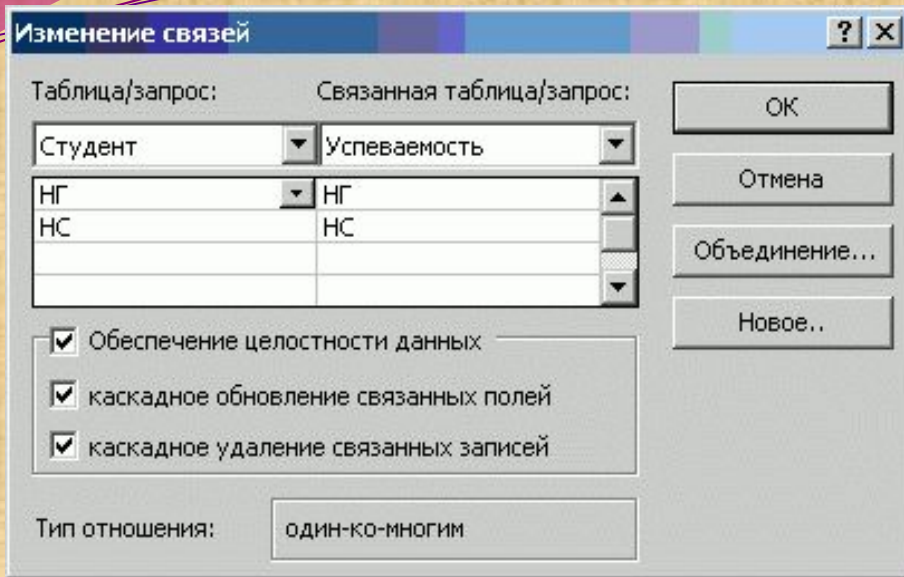 Изменение связей
Таблица/запрос: Связанная таблица/запрос:
Студент Успеваемость
НГ НГ
НС НС
Обеспечение целостности данных
каскадное обновление связанных полей
каскадное удаление связанных записей
Тип отношения: один-ко-многим
ОК
Отмена
Объединение...
Новое..